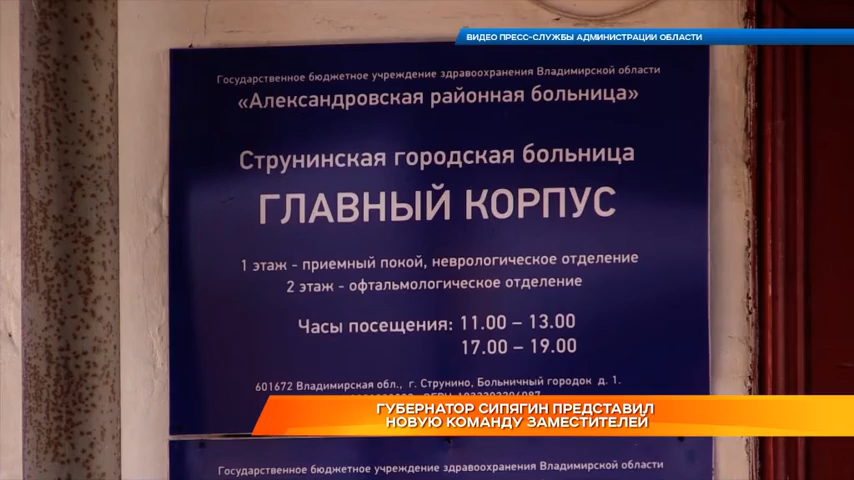 ВИДЕО ПРЕСС-СЛУЖБЫ АДМИНИСТРАЦИИ ОБЛАСТИ
Государственное бюджетное учреждение здравоохранения Владимирской области
«Александровская районная больница»
Струнинская городская больница
ГЛАВНЫЙ КОРПУС
1 этаж - приемный покой, неврологическое отделение
2 этаж - офтальмологическое отделение
Часы посещения: 11.00 – 13.00
17.00 – 19.00
601672 Владимирская обл., г. Струнино, Больничный городок д. 1.
ГУБЕРНАТОР СИПЯГИН ПРЕДСТАВИЛ
НОВУЮ КОМАНДУ ЗАМЕСТИТЕЛЕЙ
Государственное бюджетное учреждение здравоохранения Владимирской области